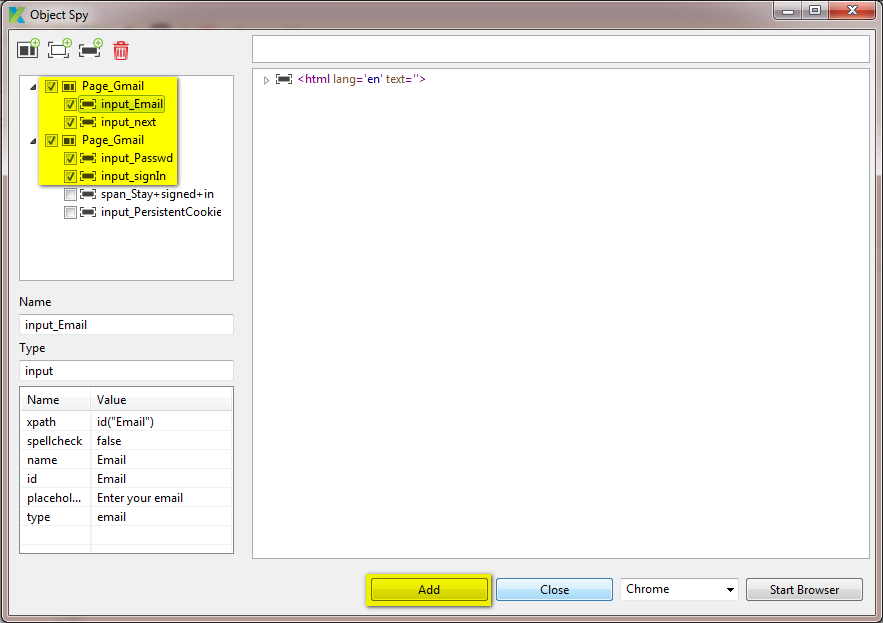 Object Spy
<html lang='en' text=''>
Page_Gmail
input_Email
input_next
Page_Gmail
input_Passwd
input_signIn
span_Stay+signed+in
input_PersistentCookie
Name
input_Email
Type
input
Name Value
xpath id("Email")
spellcheck false
name Email
id Email
placehol... Enter your email
type email
Add Close Chrome Start Browser